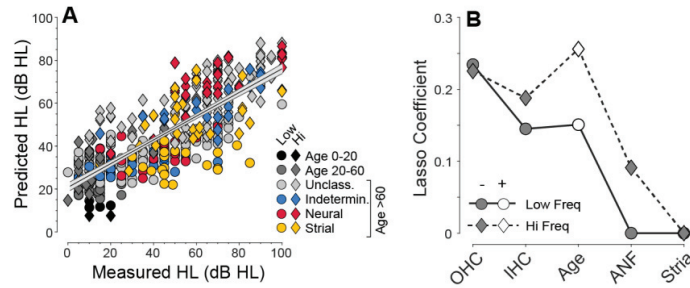 A
100
80
60
40
20
0
Predicted HL (dB HL)
0
20
40
60
80
100
Measured HL (dB HL)
Low
Hi
Age 0-20
Age 20-60
Unclass.
Indetermin.
Neural
Strial
Age >60
B
0.3
0.2
0.1
0
Lasso Coefficient
- +
Low Freq
Hi Freq
OHC
IHC
Age
ANF
Stria